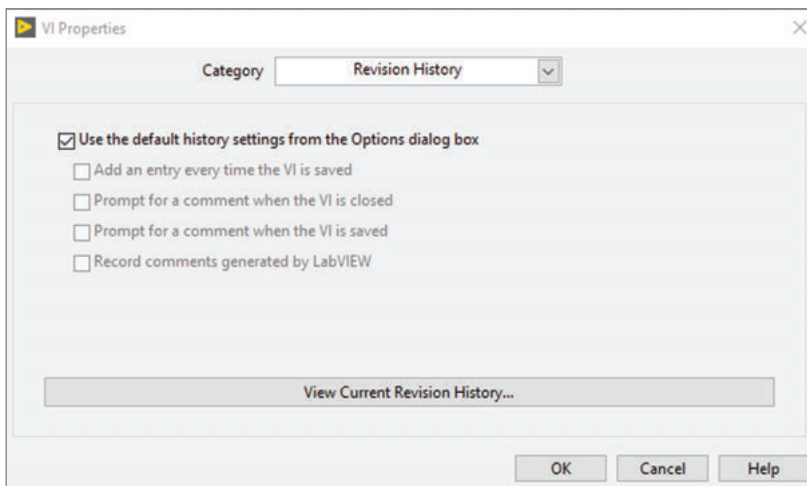 VI Properties
Category Revision History
Use the default history settings from the Options dialog box
Add an entry every time the VI is saved
Prompt for a comment when the VI is closed
Prompt for a comment when the VI is saved
Record comments generated by LabVIEW
View Current Revision History...
OK Cancel Help